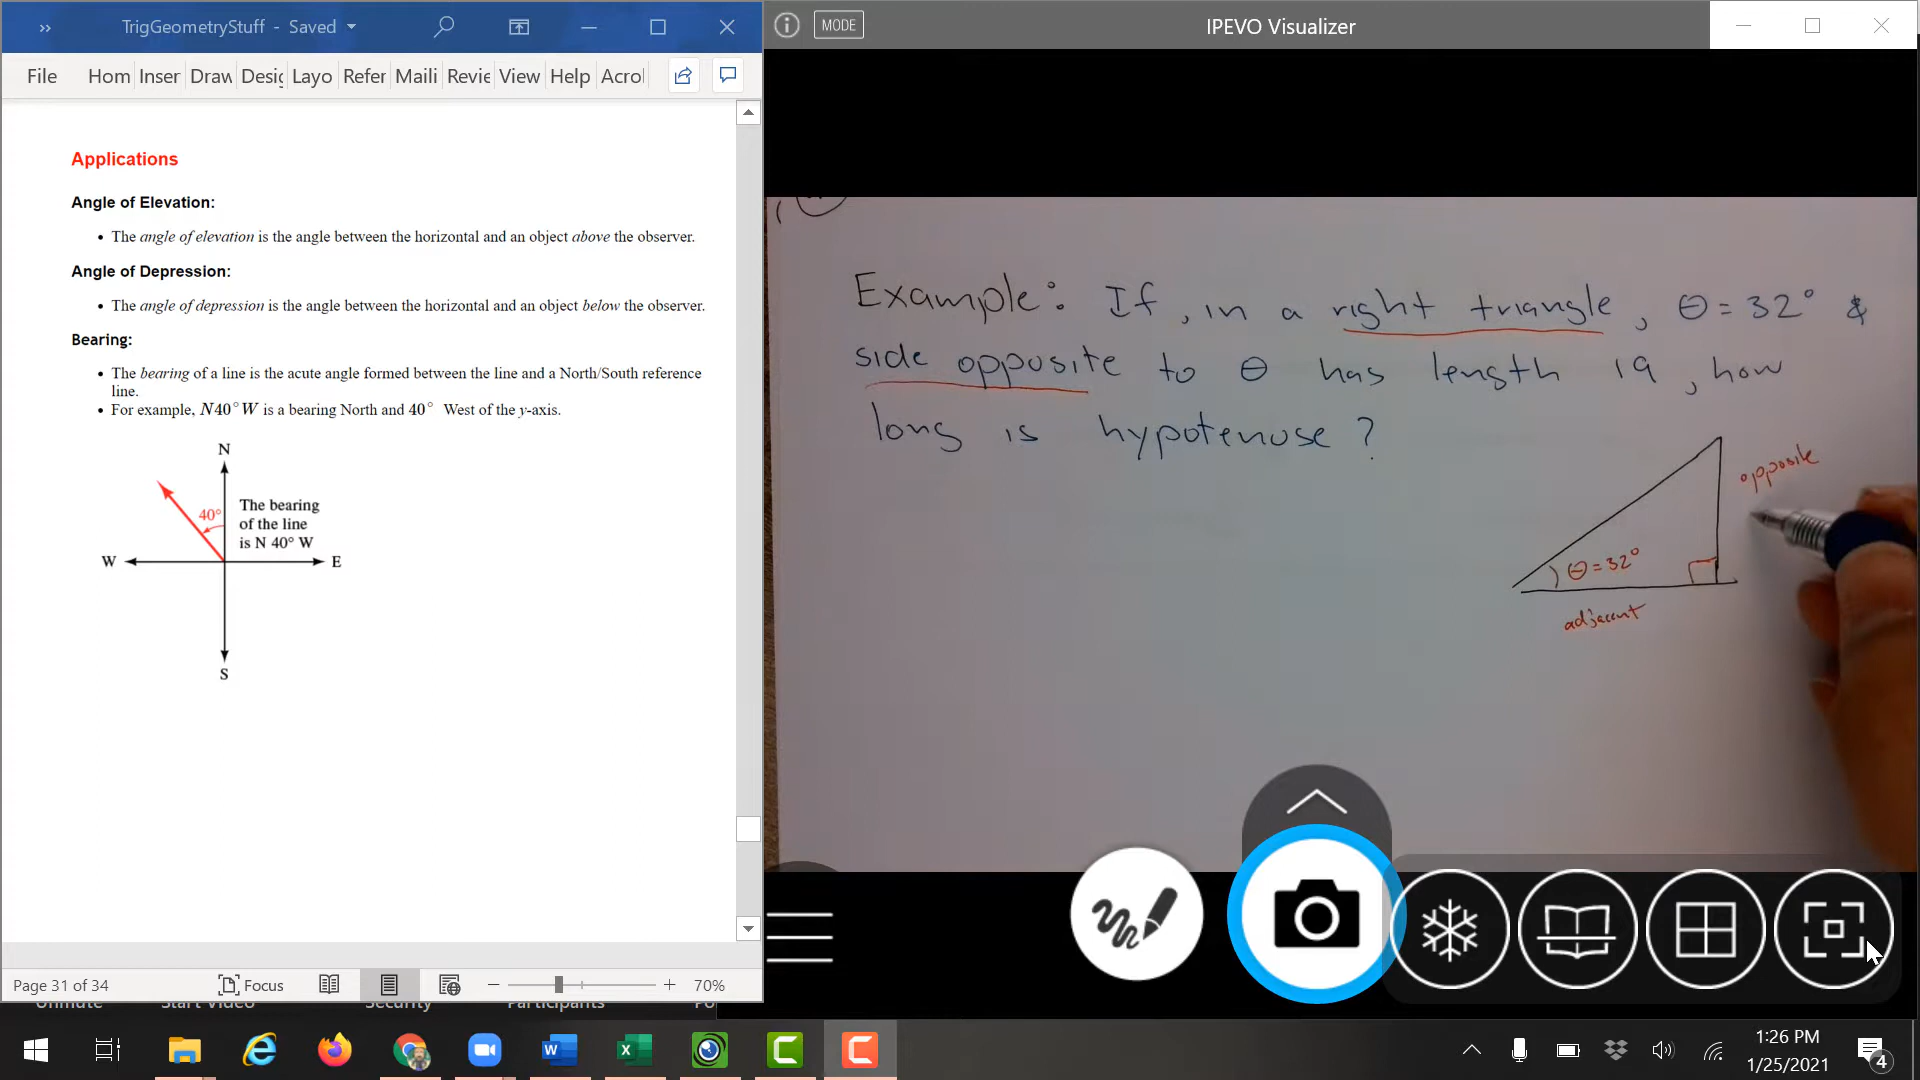 TrigGeometryStuff - Saved
File Hom Inser Draw Desig Layo Refer Maili Revie View Help Acro
Applications
Angle of Elevation:
• The angle of elevation is the angle between the horizontal and an object above the observer.
Angle of Depression:
• The angle of depression is the angle between the horizontal and an object below the observer.
Bearing:
• The bearing of a line is the acute angle formed between the line and a North/South reference
line.
• For example, N40°W is a bearing North and 40° West of the y-axis.
N
40°
The bearing
of the line
is N 40° W
W
E
S
Page 31 of 34
Focus
70%
Start Video Security Participants
MODE
IPEVO Visualizer
Example: If, in a right triangle, θ = 32° &
side opposite to θ has length 19, how
long is hypotenuse?
opposite
θ = 32°
adjacent
1:26 PM
1/25/2021
4